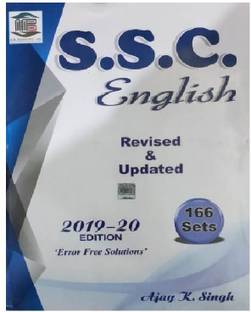 S.S.C.
English
Revised
&
Updated
166
Sets
2019-20
EDITION
'Error Free Solutions'
Ajay K. Singh